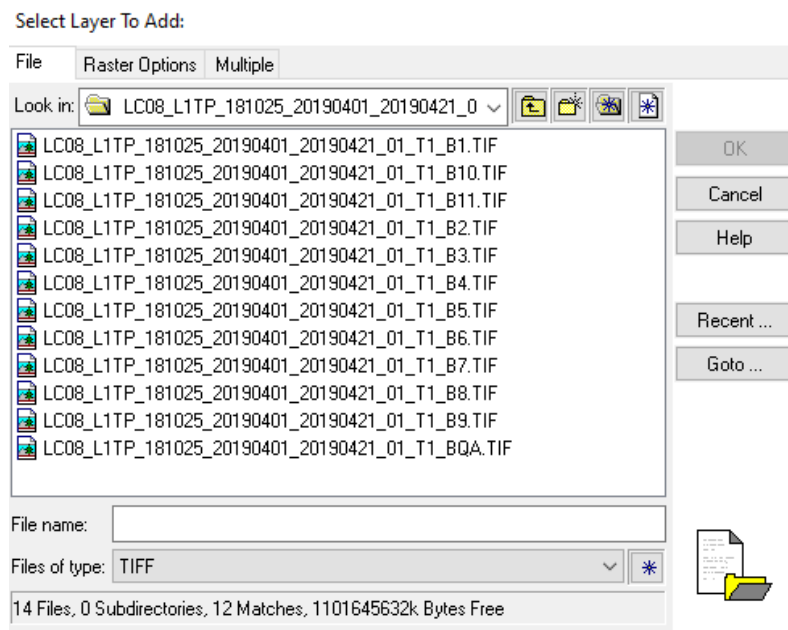 Select Layer To Add:
File Raster Options Multiple
Look in: LC08_L1TP_181025_20190401_20190421_0
LC08_L1TP_181025_20190401_20190421_01_T1_B1.TIF
LC08_L1TP_181025_20190401_20190421_01_T1_B10.TIF
LC08_L1TP_181025_20190401_20190421_01_T1_B11.TIF
LC08_L1TP_181025_20190401_20190421_01_T1_B2.TIF
LC08_L1TP_181025_20190401_20190421_01_T1_B3.TIF
LC08_L1TP_181025_20190401_20190421_01_T1_B4.TIF
LC08_L1TP_181025_20190401_20190421_01_T1_B5.TIF
LC08_L1TP_181025_20190401_20190421_01_T1_B6.TIF
LC08_L1TP_181025_20190401_20190421_01_T1_B7.TIF
LC08_L1TP_181025_20190401_20190421_01_T1_B8.TIF
LC08_L1TP_181025_20190401_20190421_01_T1_B9.TIF
LC08_L1TP_181025_20190401_20190421_01_T1_BQA.TIF
OK
Cancel
Help
Recent ...
Goto ...
File name:
Files of type: TIFF
14 Files, 0 Subdirectories, 12 Matches, 1101645632k Bytes Free